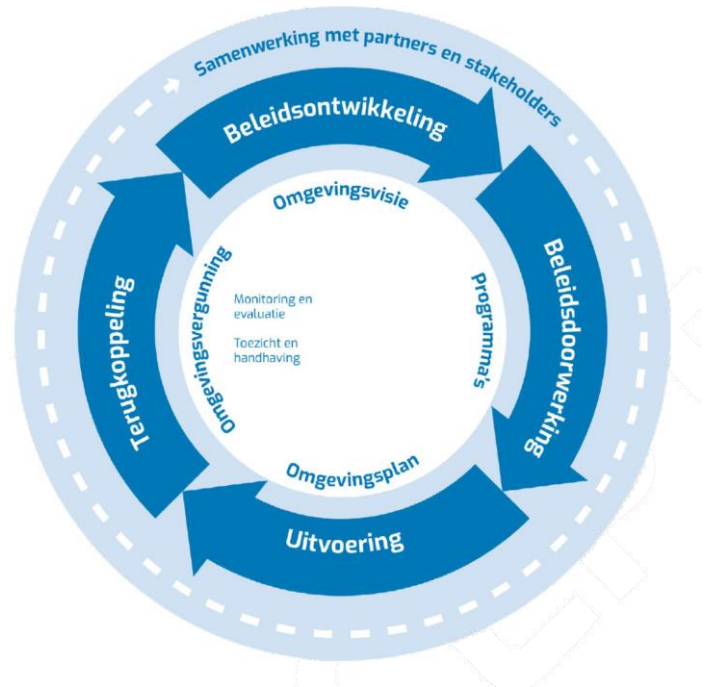 Samenwerking met partners en stakeholders
Beleidsontwikkeling
Omgevingsvisie
Beleidsdoorwerking
Programma's
Omgevingsplan
Uitvoering
Terugkoppeling
Omgevingsvergunning
Monitoring en
evaluatie
Toezicht en
handhaving